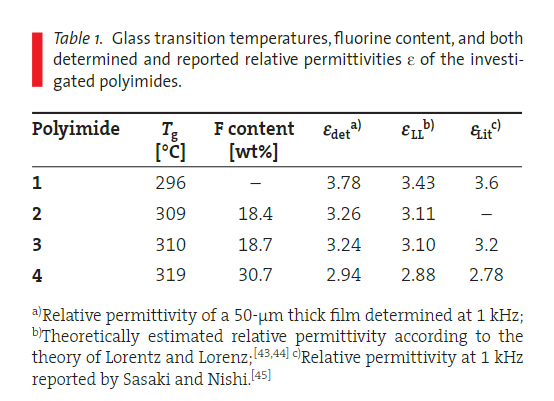 Table 1. Glass transition temperatures, fluorine content, and both
determined and reported relative permittivities ε of the investi-
gated polyimides.
Polyimide Tg F content εdet a) εLL b) εLit c)
[°C] [wt%]
1 296 – 3.78 3.43 3.6
2 309 18.4 3.26 3.11 –
3 310 18.7 3.24 3.10 3.2
4 319 30.7 2.94 2.88 2.78
a)Relative permittivity of a 50-μm thick film determined at 1 kHz;
b)Theoretically estimated relative permittivity according to the
theory of Lorentz and Lorenz;[43,44] c)Relative permittivity at 1 kHz
reported by Sasaki and Nishi.[45]